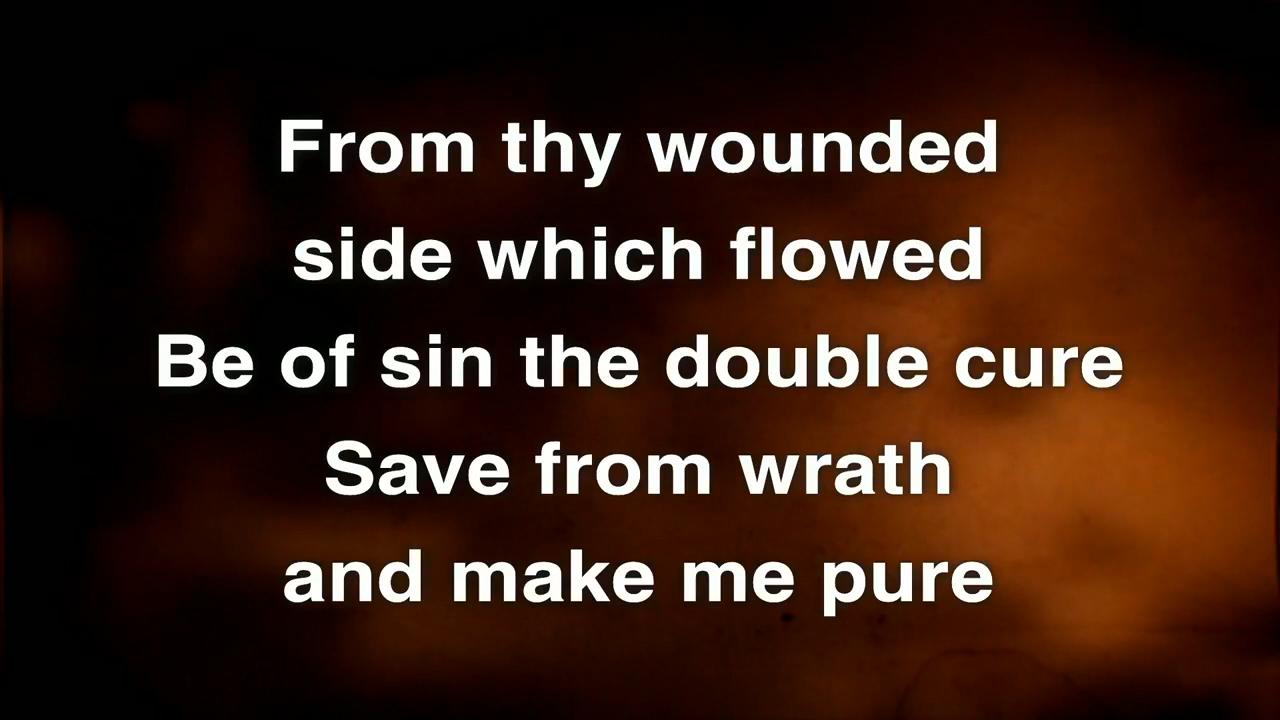 From thy wounded
side which flowed
Be of sin the double cure
Save from wrath
and make me pure